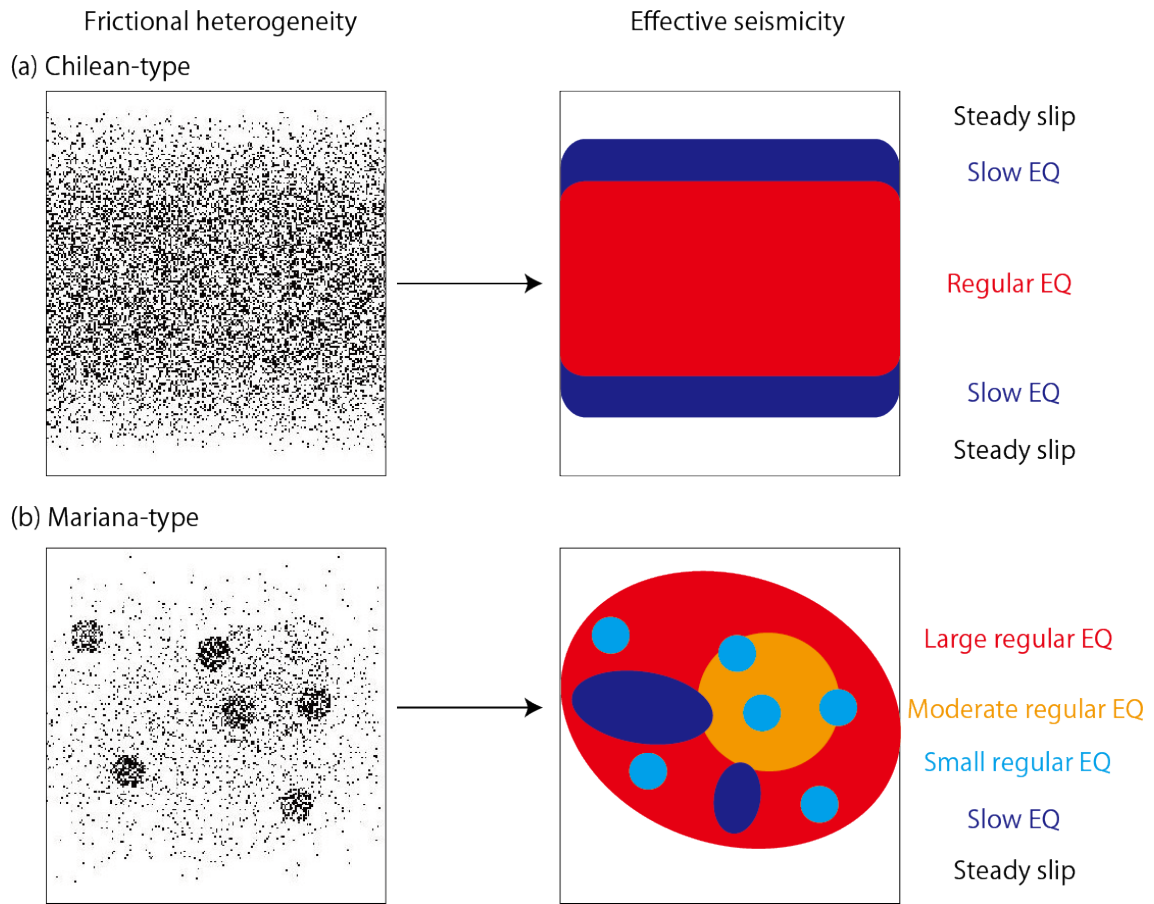 Frictional heterogeneity
Effective seismicity
(a) Chilean-type
Steady slip
Slow EQ
Regular EQ
Slow EQ
Steady slip
(b) Mariana-type
Large regular EQ
Moderate regular EQ
Small regular EQ
Slow EQ
Steady slip